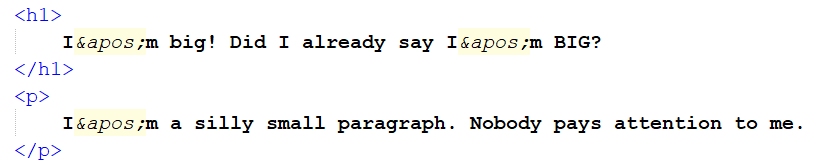 <h1>
I&apos;m big! Did I already say I&apos;m BIG?
</h1>
<p>
I&apos;m a silly small paragraph. Nobody pays attention to me.
</p>